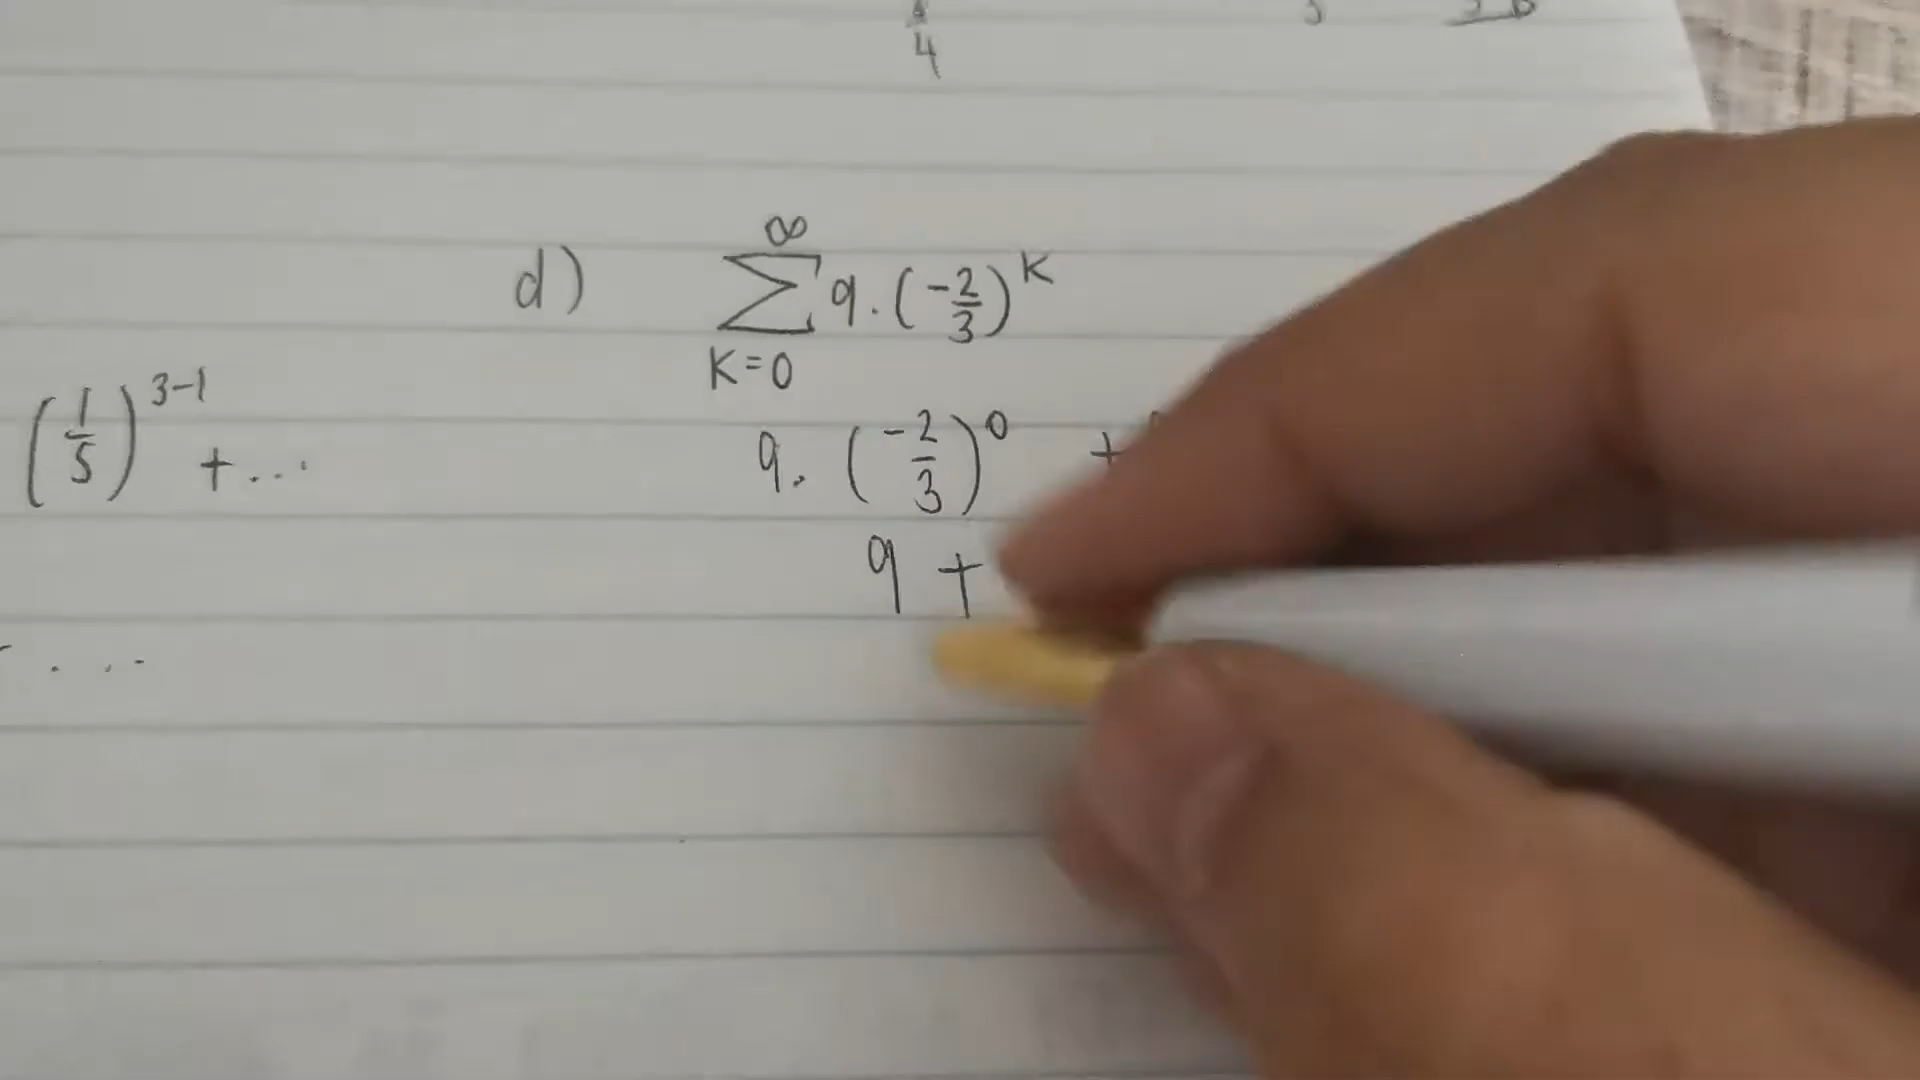 4
d) ∞
∑ 9 . (-2/3)^K
K=0
(1/5)^3-1 + ...
9 . (-2/3)^0 +
9 +
. . . -